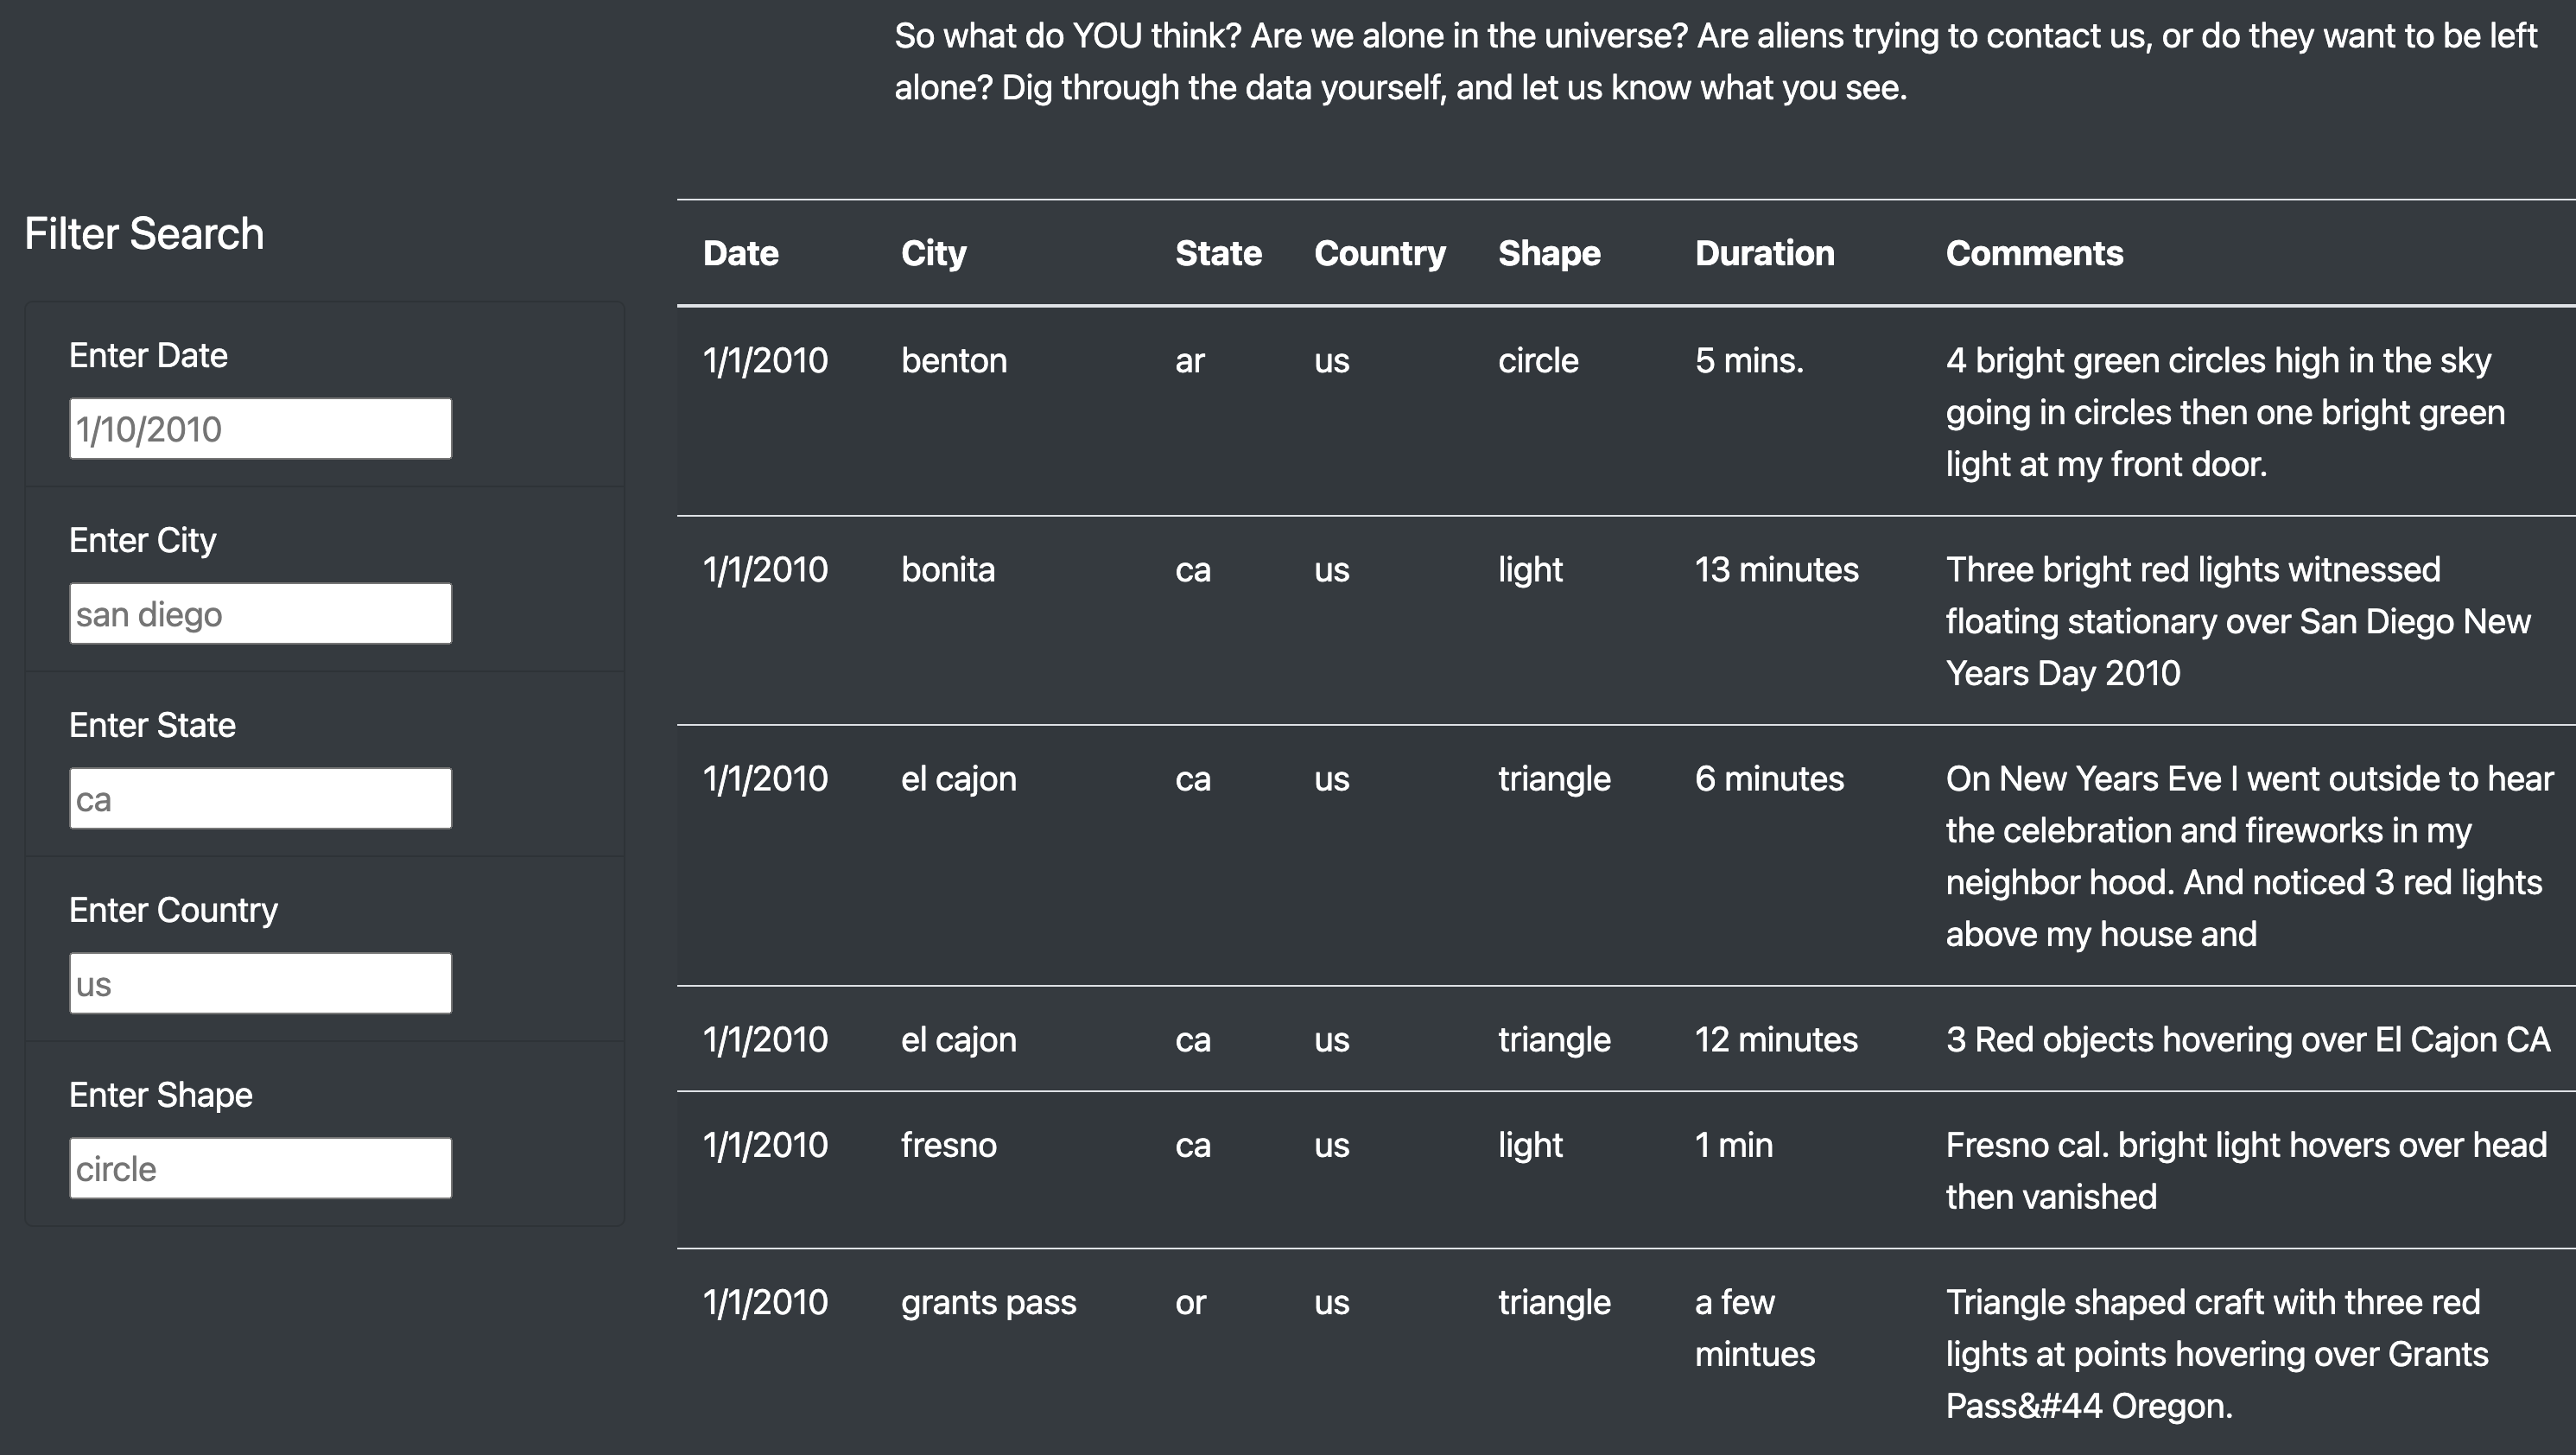 So what do YOU think? Are we alone in the universe? Are aliens trying to contact us, or do they want to be left
alone? Dig through the data yourself, and let us know what you see.
Filter Search
Enter Date
1/10/2010
Enter City
san diego
Enter State
ca
Enter Country
us
Enter Shape
circle
Date City State Country Shape Duration Comments
1/1/2010 benton ar us circle 5 mins. 4 bright green circles high in the sky
going in circles then one bright green
light at my front door.
1/1/2010 bonita ca us light 13 minutes Three bright red lights witnessed
floating stationary over San Diego New
Years Day 2010
1/1/2010 el cajon ca us triangle 6 minutes On New Years Eve I went outside to hear
the celebration and fireworks in my
neighbor hood. And noticed 3 red lights
above my house and
1/1/2010 el cajon ca us triangle 12 minutes 3 Red objects hovering over El Cajon CA
1/1/2010 fresno ca us light 1 min Fresno cal. bright light hovers over head
then vanished
1/1/2010 grants pass or us triangle a few Triangle shaped craft with three red
mintues lights at points hovering over Grants
Pass&#44 Oregon.